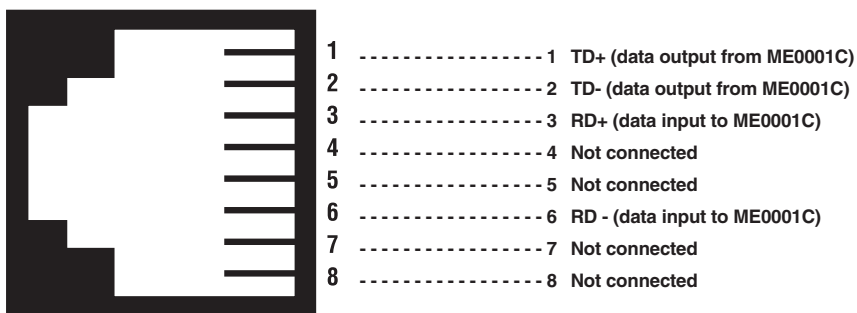 1 - - - - - - - - - - - - - - - - - 1 TD+ (data output from ME0001C)
2 - - - - - - - - - - - - - - - - - 2 TD- (data output from ME0001C)
3 - - - - - - - - - - - - - - - - - 3 RD+ (data input to ME0001C)
4 - - - - - - - - - - - - - - - - - 4 Not connected
5 - - - - - - - - - - - - - - - - - 5 Not connected
6 - - - - - - - - - - - - - - - - - 6 RD - (data input to ME0001C)
7 - - - - - - - - - - - - - - - - - 7 Not connected
8 - - - - - - - - - - - - - - - - - 8 Not connected